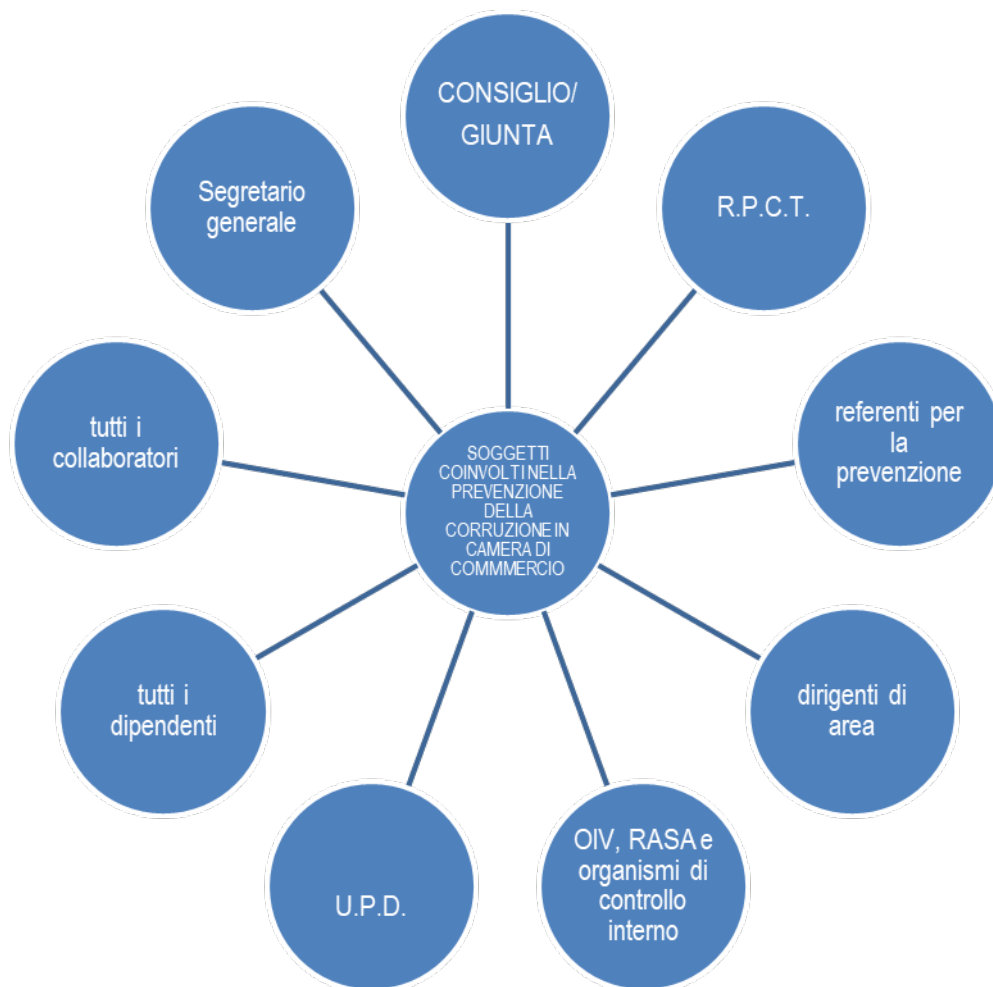 CONSIGLIO/
GIUNTA
R.P.C.T.
referenti per
la
prevenzione
dirigenti di
area
OIV, RASA e
organismi di
controllo
interno
U.P.D.
tutti i
dipendenti
tutti i
collaboratori
Segretario
generale
SOGGETTI
COINVOLTI NELLA
PREVENZIONE
DELLA
CORRUZIONE IN
CAMERA DI
COMMMERCIO